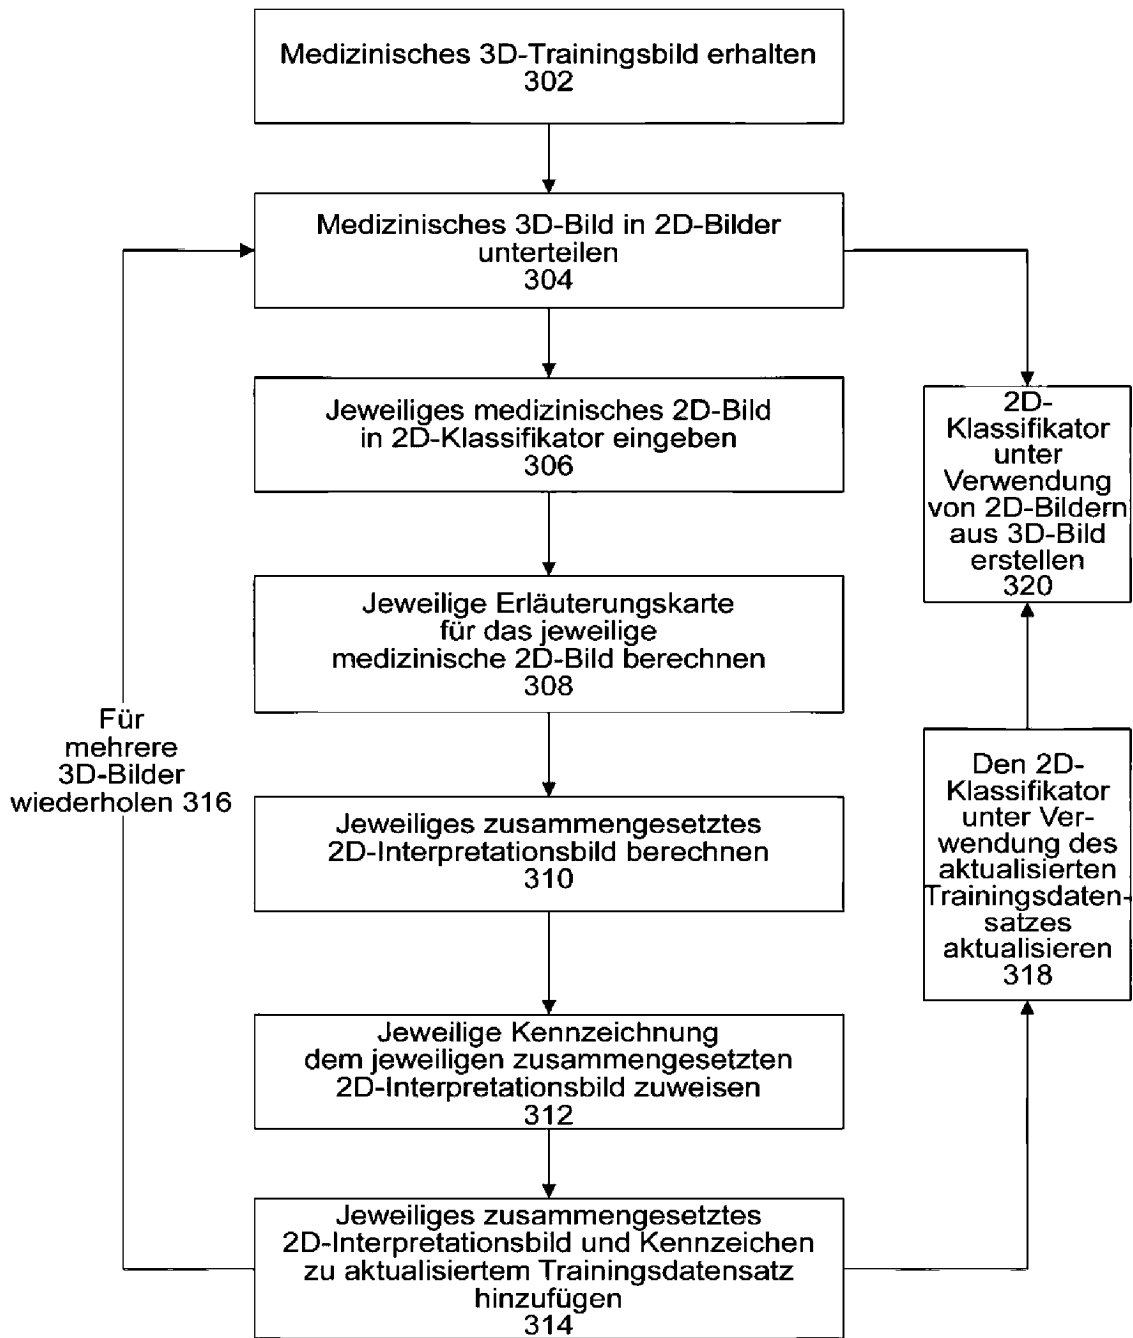 Medizinisches 3D-Trainingsbild erhalten
302
Medizinisches 3D-Bild in 2D-Bilder
unterteilen
304
Jeweiliges medizinisches 2D-Bild
in 2D-Klassifikator eingeben
306
Jeweilige Erläuterungskarte
für das jeweilige
medizinische 2D-Bild berechnen
308
Jeweiliges zusammengesetztes
2D-Interpretationsbild berechnen
310
Jeweilige Kennzeichnung
dem jeweiligen zusammengesetzten
2D-Interpretationsbild zuweisen
312
Jeweiliges zusammengesetztes
2D-Interpretationsbild und Kennzeichen
zu aktualisiertem Trainingsdatensatz
hinzufügen
314
Für
mehrere
3D-Bilder
wiederholen 316
Den 2D-
Klassifikator
unter Ver-
wendung des
aktualisierten
Trainingsdaten-
satzes
aktualisieren
318
2D-
Klassifikator
unter
Verwendung
von 2D-Bildern
aus 3D-Bild
erstellen
320